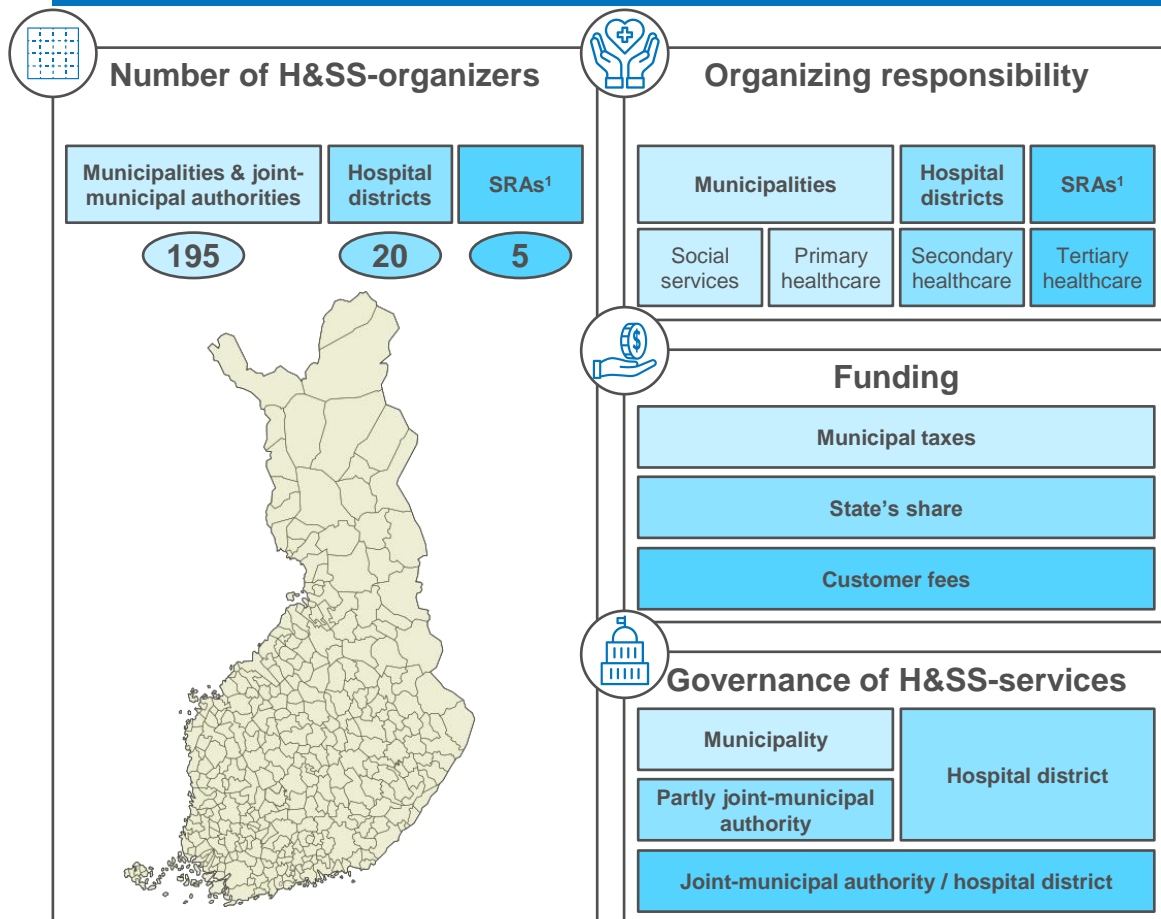 Number of H&SS-organizers
Municipalities & joint-
municipal authorities
Hospital
districts
SRAs¹
195
20
5
Organizing responsibility
Municipalities
Hospital
districts
SRAs¹
Social
services
Primary
healthcare
Secondary
healthcare
Tertiary
healthcare
$
Funding
Municipal taxes
State’s share
Customer fees
Governance of H&SS-services
Municipality
Partly joint-municipal
authority
Hospital district
Joint-municipal authority / hospital district